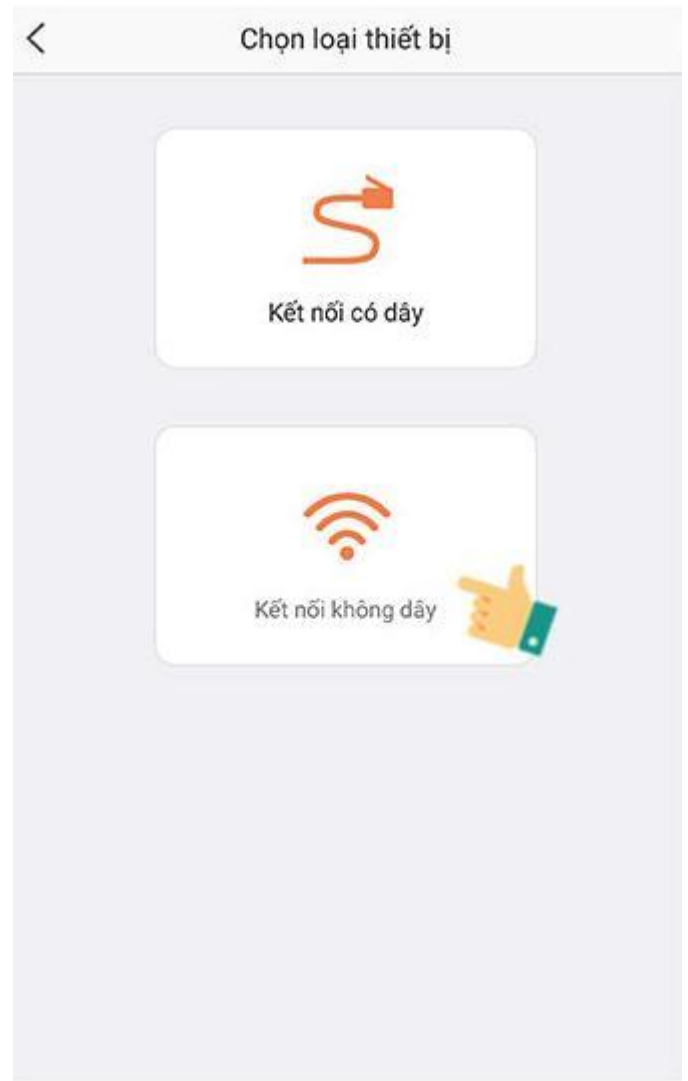 Chọn loại thiết bị
Kết nối có dây
Kết nối không dây